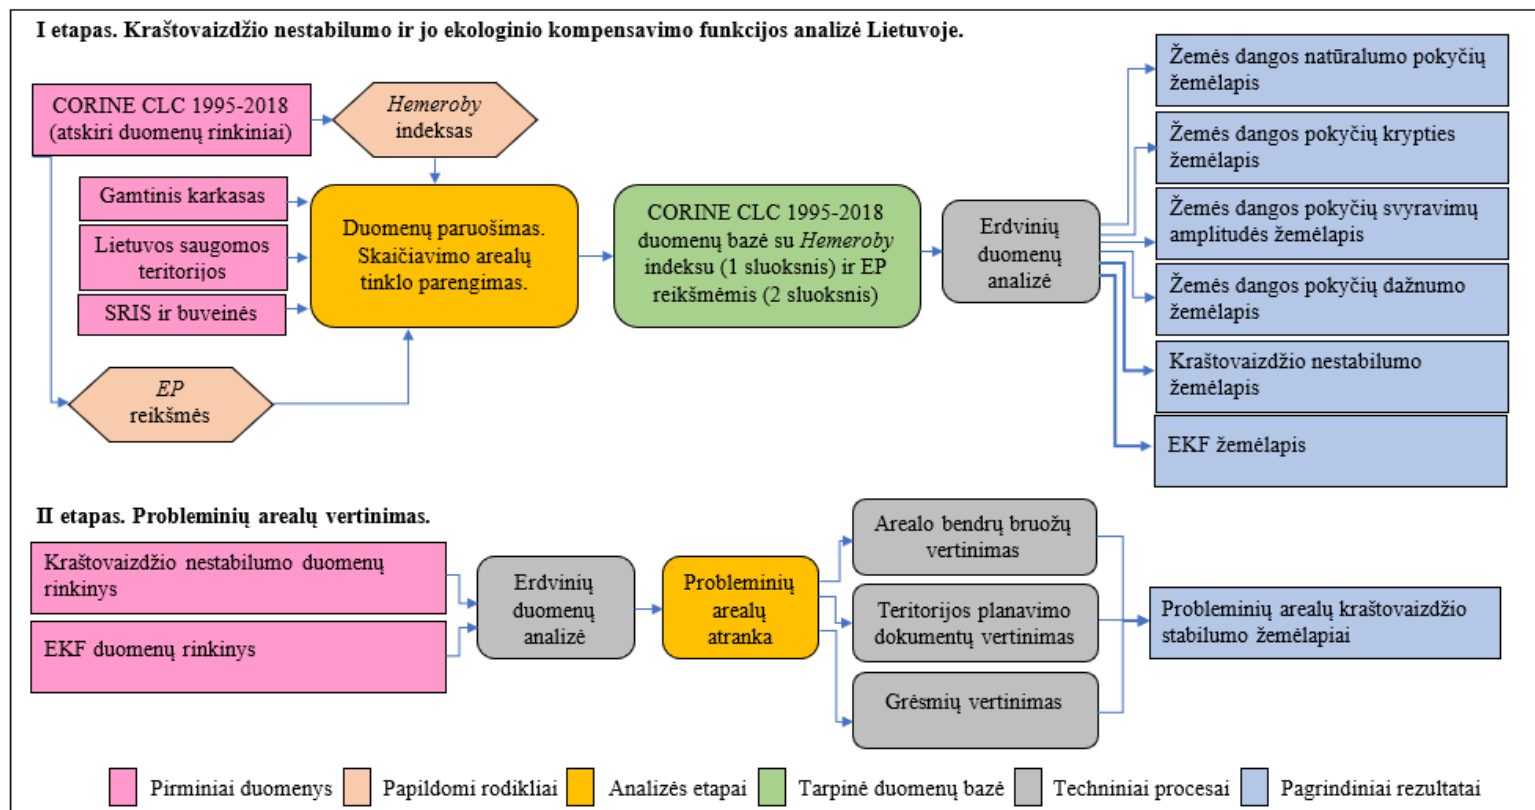 I etapas. Kraštovaizdžio nestabilumo ir jo ekologinio kompensavimo funkcijos analizė Lietuvoje.
CORINE CLC 1995-2018
(atskiri duomenų rinkiniai)
Hemeroby
indeksas
Gamtinis karkasas
Lietuvos saugomos
teritorijos
SRIS ir buveinės
EP
reikšmės
Duomenų paruošimas.
Skaičiavimo arealų
tinklo parengimas.
CORINE CLC 1995-2018
duomenų bazė su Hemeroby
indeksu (1 sluoksnis) ir EP
reikšmėmis (2 sluoksnis)
Erdvinių
duomenų
analizė
Žemės dangos natūralumo pokyčių
žemėlapis
Žemės dangos pokyčių krypties
žemėlapis
Žemės dangos pokyčių svyravimų
amplitudės žemėlapis
Žemės dangos pokyčių dažnumo
žemėlapis
Kraštovaizdžio nestabilumo
žemėlapis
EKF žemėlapis
II etapas. Probleminių arealų vertinimas.
Kraštovaizdžio nestabilumo duomenų
rinkinys
EKF duomenų rinkinys
Erdvinių
duomenų
analizė
Probleminių
arealų
atranka
Arealo bendrų bruožų
vertinimas
Teritorijos planavimo
dokumentų vertinimas
Grėsmių vertinimas
Probleminių arealų kraštovaizdžio
stabilumo žemėlapiai
Pirminiai duomenys
Papildomi rodikliai
Analizės etapai
Tarpinė duomenų bazė
Techniniai procesai
Pagrindiniai rezultatai